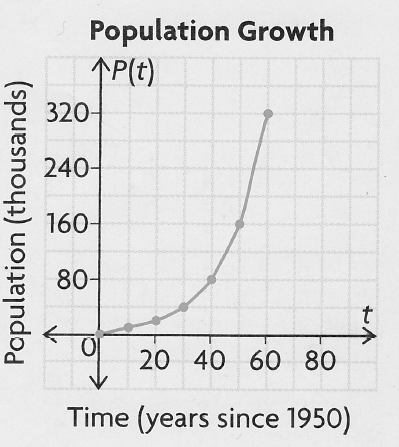 Population Growth
P(t)
Population (thousands)
320
240
160
80
t
0
20 40 60 80
Time (years since 1950)